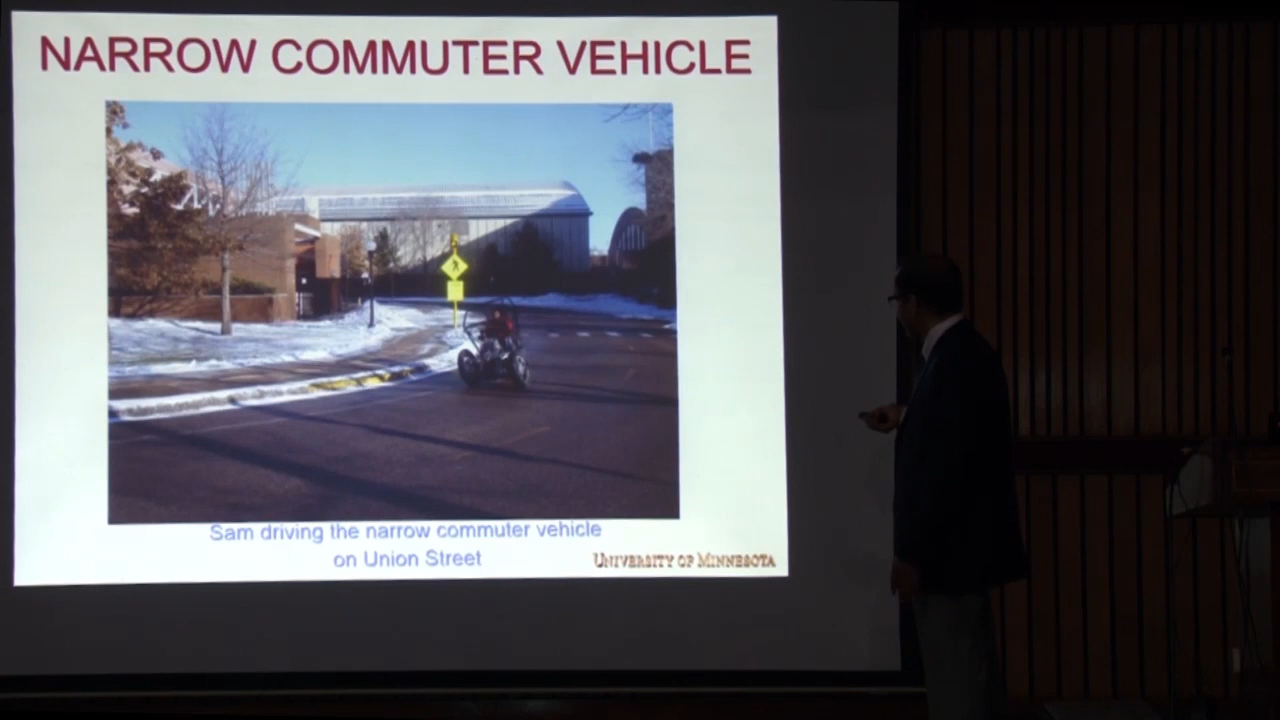 NARROW COMMUTER VEHICLE
Sam driving the narrow commuter vehicle
on Union Street
UNIVERSITY OF MINNESOTA